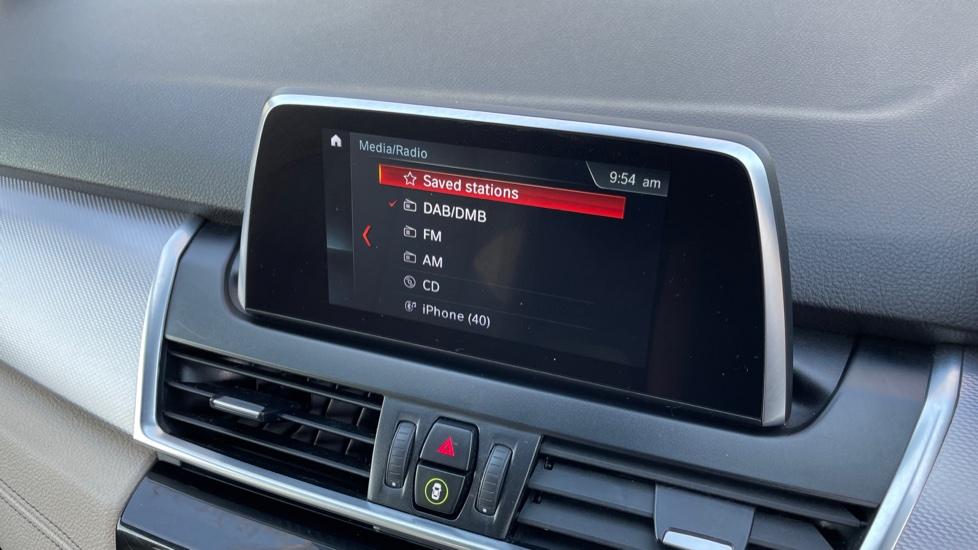 Media/Radio
9:54 am
Saved stations
DAB/DMB
FM
AM
CD
iPhone (40)